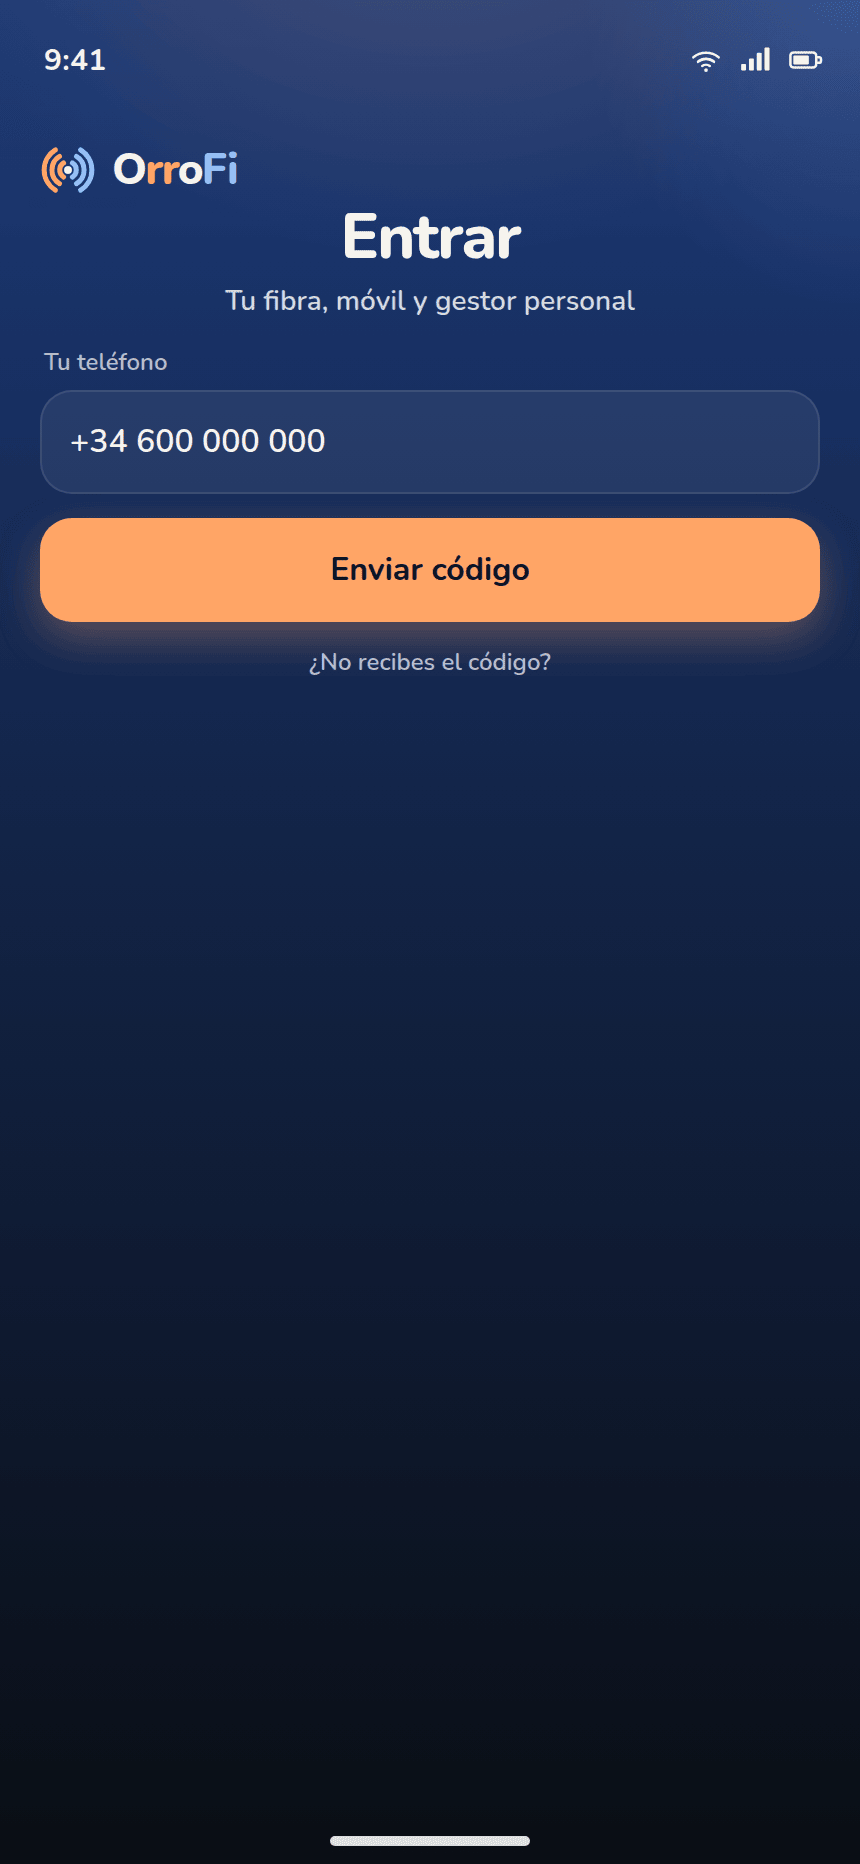 9:41
OrroFi
Entrar
Tu fibra, móvil y gestor personal
Tu teléfono
+34 600 000 000
Enviar código
¿No recibes el código?